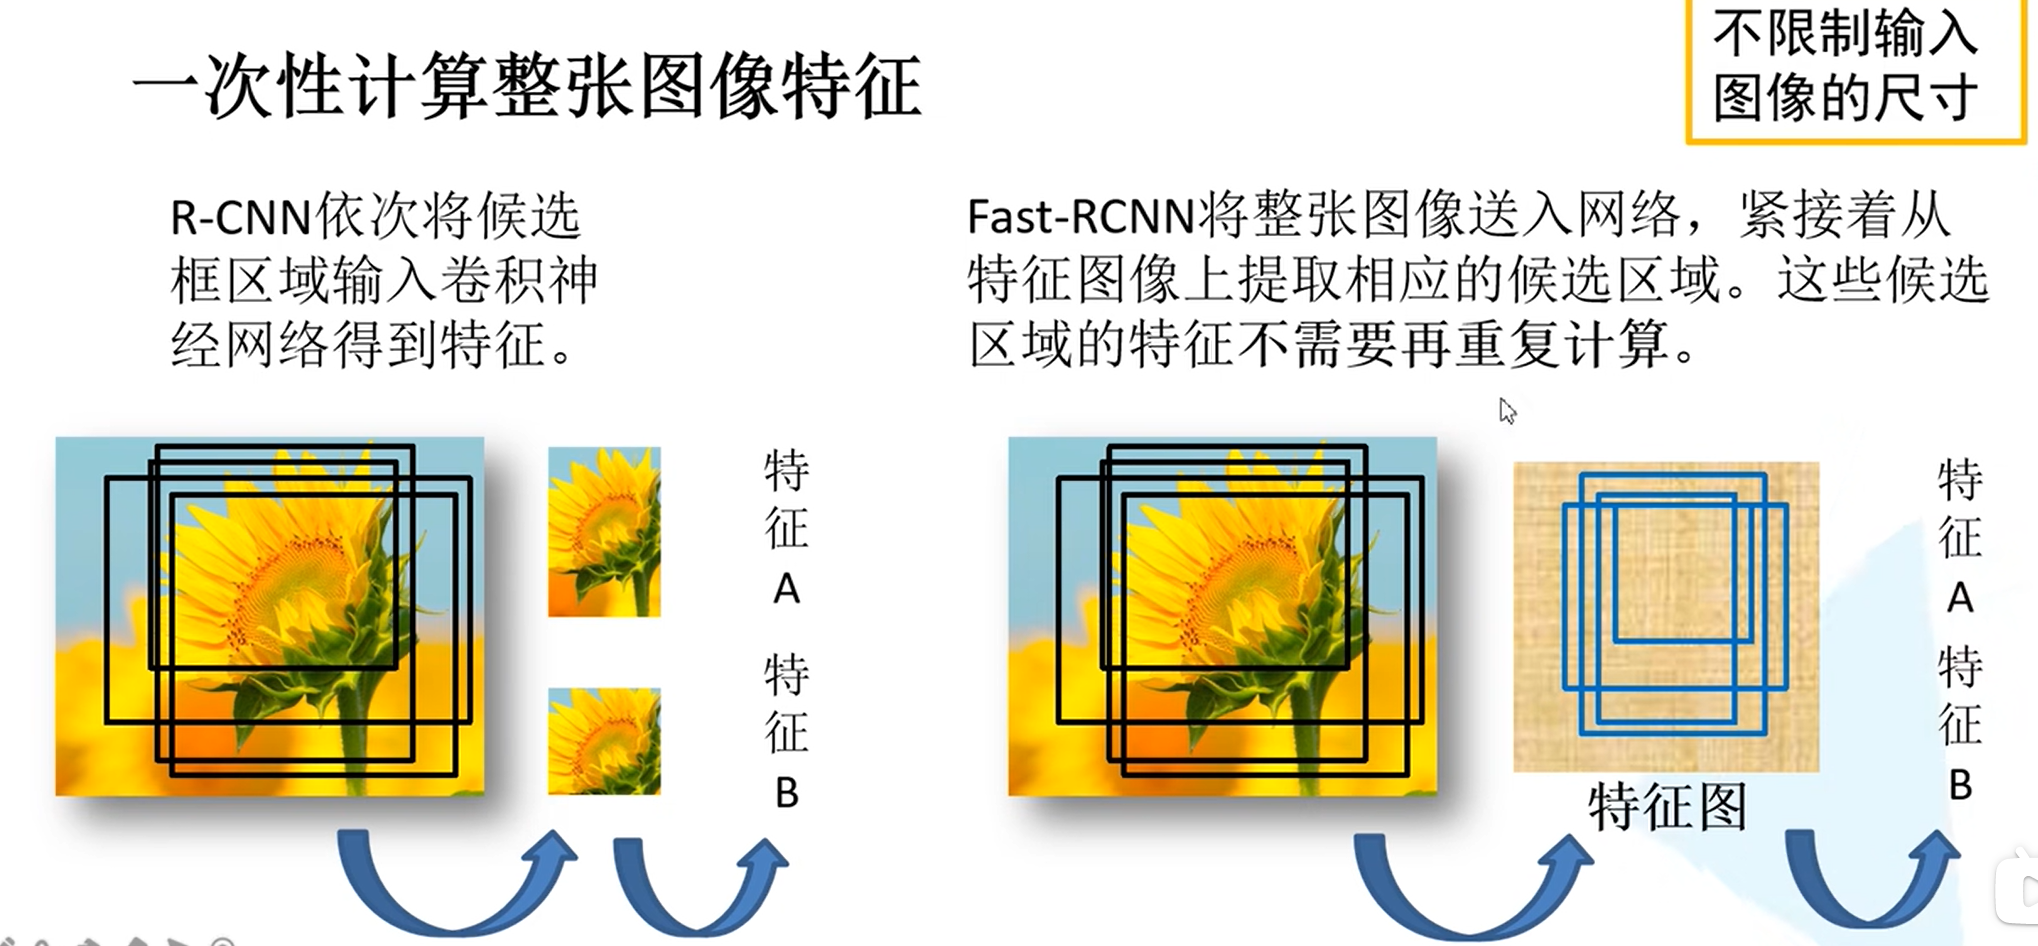 不限制输入
图像的尺寸
一次性计算整张图像特征
R-CNN依次将候选
框区域输入卷积神
经网络得到特征。
Fast-RCNN将整张图像送入网络，紧接着从
特征图像上提取相应的候选区域。这些候选
区域的特征不需要再重复计算。
特
征
A
特
征
B
特征图
特
征
A
特
征
B